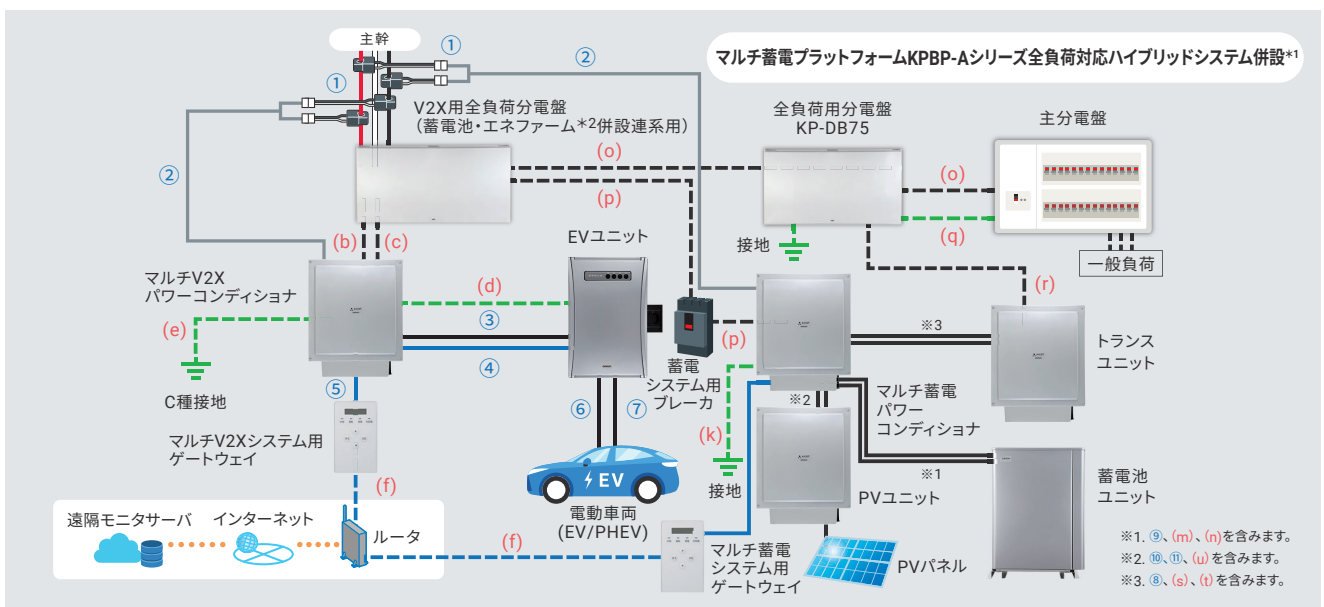 主幹
①
②
マルチ蓄電プラットフォームKPBP-Aシリーズ全負荷対応ハイブリッドシステム併設*1
①
V2X用全負荷分電盤
(蓄電池・エネファーム*2併設連系用)
全負荷用分電盤
KP-DB75
主分電盤
②
(o)
(p)
(o)
(q)
接地
一般負荷
(b)
(c)
EVユニット
マルチV2X
パワーコンディショナ
(d)
③
④
(e)
C種接地
(r)
(p)
※3
トランス
ユニット
蓄電
システム用
ブレーカ
⑤
⑥
⑦
※2
マルチ蓄電
パワー
コンディショナ
マルチV2Xシステム用
ゲートウェイ
(k)
接地
※1
蓄電池
ユニット
PVユニット
(f)
EV
電動車両
(EV/PHEV)
遠隔モニタサーバ
インターネット
ルータ
(f)
マルチ蓄電
システム用
ゲートウェイ
PVパネル
※1. ⑨、(m)、(n)を含みます。
※2. ⑩、⑪、(u)を含みます。
※3. ⑧、(s)、(t)を含みます。